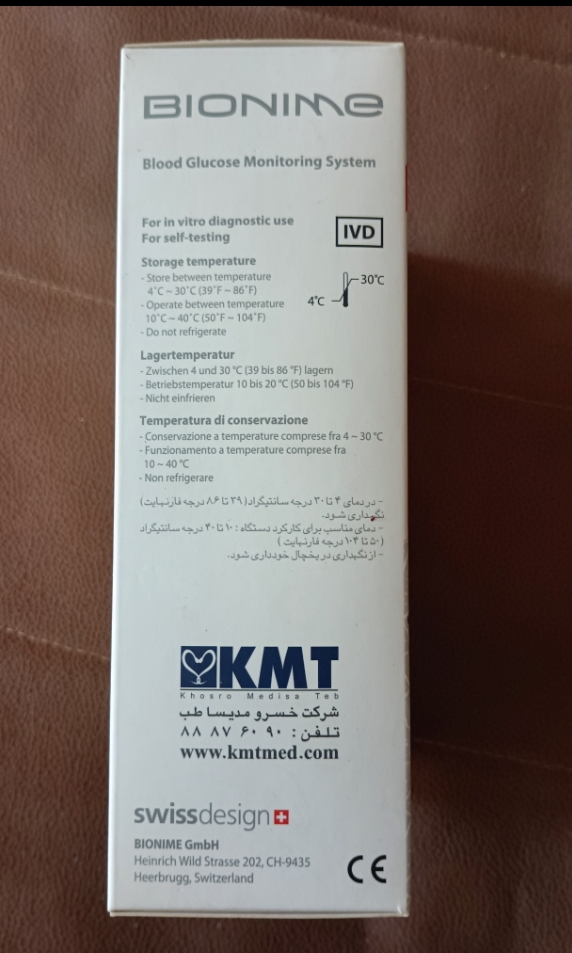 BIONIME
Blood Glucose Monitoring System
For in vitro diagnostic use
For self-testing
IVD
Storage temperature
- Store between temperature
4°C ~ 30°C (39°F ~ 86°F)
- Operate between temperature
10°C ~ 40°C (50°F ~ 104°F)
- Do not refrigerate
30°C
4°C
Lagertemperatur
- Zwischen 4 und 30 °C (39 bis 86 °F) lagern
- Betriebstemperatur 10 bis 20 °C (50 bis 104 °F)
- Nicht einfrieren
Temperatura di conservazione
- Conservazione a temperature comprese fra 4 ~ 30 °C
- Funzionamento a temperature comprese fra
10 ~ 40 °C
- Non refrigerare
- در دمای ۴ تا ۳۰ درجه سانتیگراد (۳۹ تا ۸۶ درجه فارنهایت)
نگهداری شود.
- دمای مناسب برای کارکرد دستگاه : ۱۰ تا ۴۰ درجه سانتیگراد
(۵۰ تا ۱۰۴ درجه فارنهایت )
- از نگهداری در یخچال خودداری شود.
KMT
Khosro Medisa Teb
شرکت خسرو مدیسا طب
تلفن : ۹۰ ۶۰ ۸۷ ۸۸
www.kmtmed.com
swissdesign
BIONIME GmbH
Heinrich Wild Strasse 202, CH-9435
Heerbrugg, Switzerland
CE